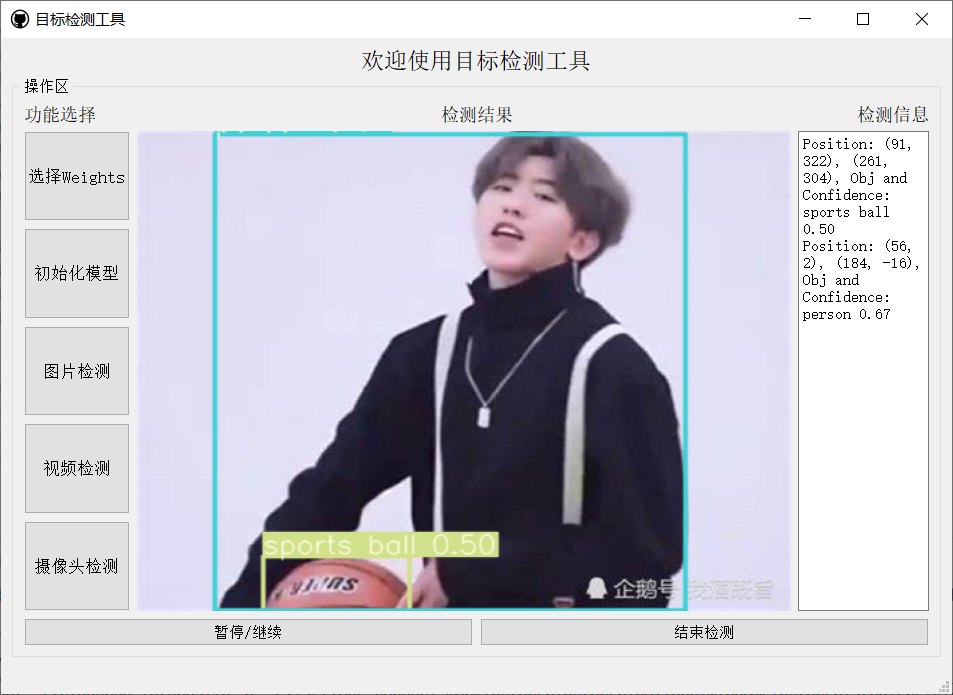 目标检测工具
欢迎使用目标检测工具
操作区
功能选择
检测结果
检测信息
选择Weights
初始化模型
图片检测
视频检测
摄像头检测
sports ball 0.50
企鹅号
Position: (91,
322), (261,
304), Obj and
Confidence:
sports ball
0.50
Position: (56,
2), (184, -16),
Obj and
Confidence:
person 0.67
暂停/继续
结束检测